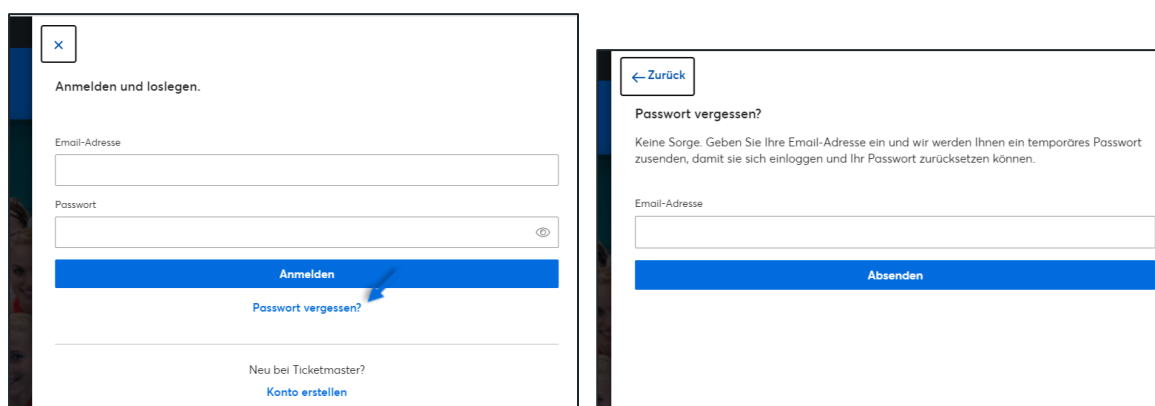 Anmelden und loslegen.
Email-Adresse
Passwort
Anmelden
Passwort vergessen?
Neu bei Ticketmaster?
Konto erstellen
Zurück
Passwort vergessen?
Keine Sorge. Geben Sie Ihre Email-Adresse ein und wir werden Ihnen ein temporäres Passwort
zusenden, damit sie sich einloggen und Ihr Passwort zurücksetzen können.
Email-Adresse
Absenden